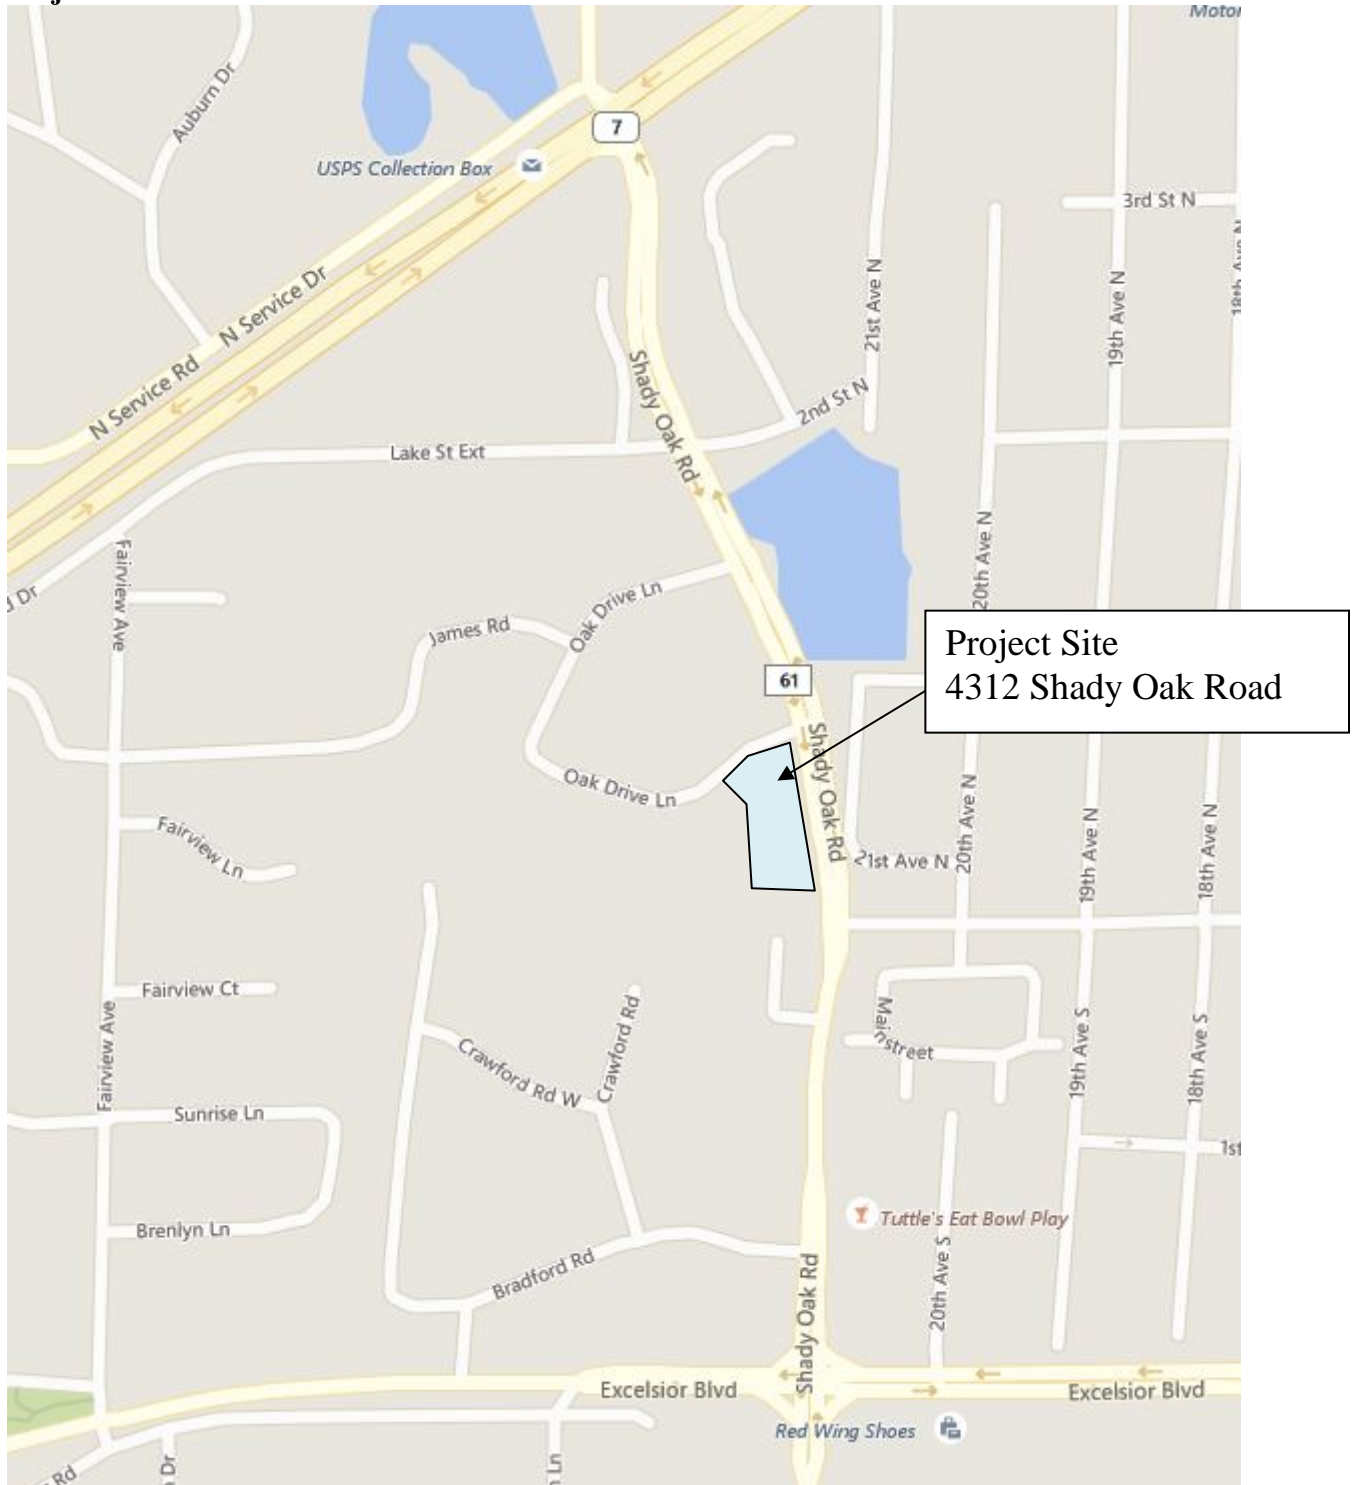 Motor
Auburn Dr
7
USPS Collection Box
3rd St N
18th Ave N
N Service Dr
21st Ave N
19th Ave N
N Service Rd
Shady Oak Rd
2nd St N
Lake St Ext
20th Ave N
Fairview Ave
Dr
Oak Drive Ln
James Rd
Project Site
4312 Shady Oak Road
61
Shady Oak Rd
Oak Drive Ln
Fairview Ln
21st Ave N
20th Ave N
19th Ave N
18th Ave N
Fairview Ct
Fairview Ave
Crawford Rd
Crawford Rd W
Mainstreet
19th Ave S
18th Ave S
Sunrise Ln
1st
Brenlyn Ln
Tuttle's Eat Bowl Play
Bradford Rd
20th Ave S
Shady Oak Rd
Excelsior Blvd
Excelsior Blvd
Red Wing Shoes
Rd
Dr
Ln